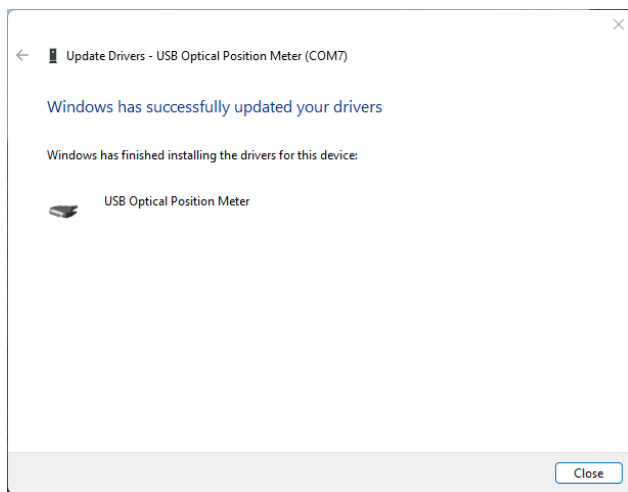 Update Drivers - USB Optical Position Meter (COM7)
Windows has successfully updated your drivers
Windows has finished installing the drivers for this device:
USB Optical Position Meter
Close